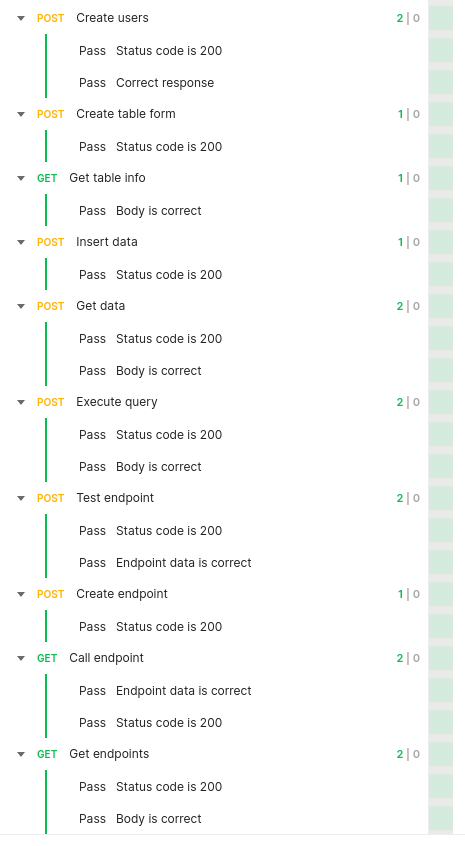 POST Create users 2 | 0
Pass Status code is 200
Pass Correct response
POST Create table form 1 | 0
Pass Status code is 200
GET Get table info 1 | 0
Pass Body is correct
POST Insert data 1 | 0
Pass Status code is 200
POST Get data 2 | 0
Pass Status code is 200
Pass Body is correct
POST Execute query 2 | 0
Pass Status code is 200
Pass Body is correct
POST Test endpoint 2 | 0
Pass Status code is 200
Pass Endpoint data is correct
POST Create endpoint 1 | 0
Pass Status code is 200
GET Call endpoint 2 | 0
Pass Endpoint data is correct
Pass Status code is 200
GET Get endpoints 2 | 0
Pass Status code is 200
Pass Body is correct